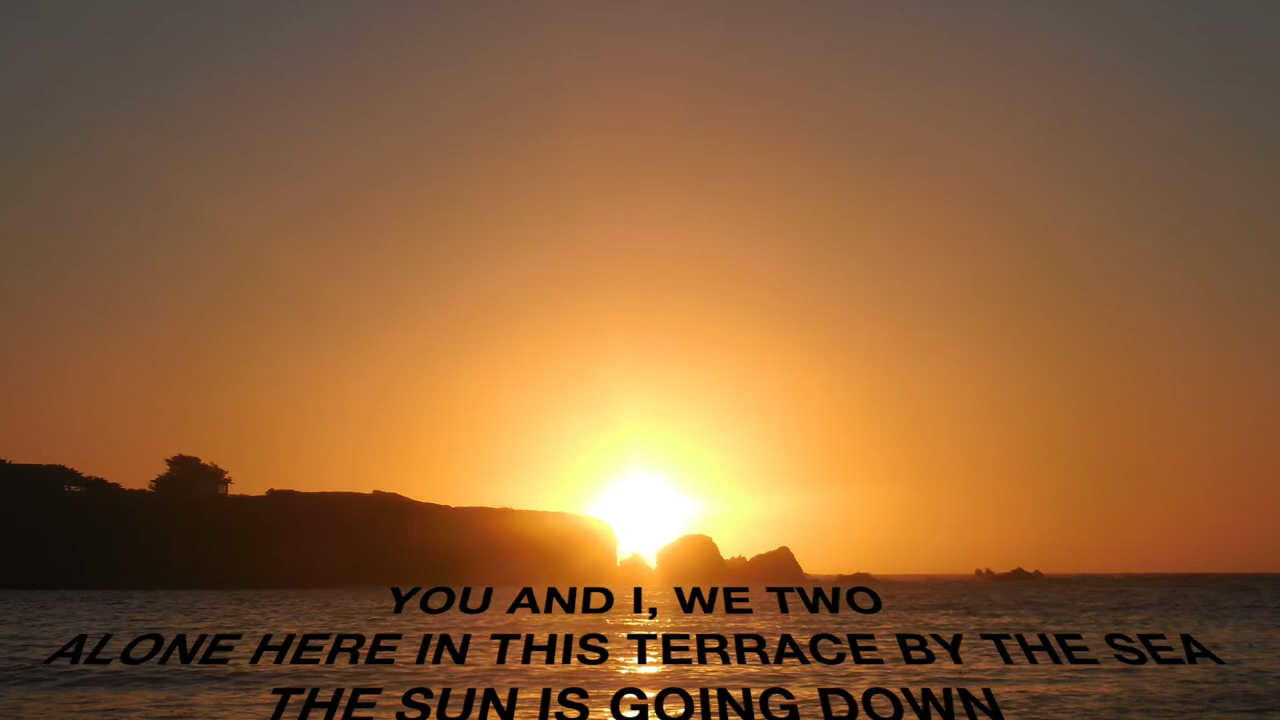 YOU AND I, WE TWO
ALONE HERE IN THIS TERRACE BY THE SEA
THE SUN IS GOING DOWN